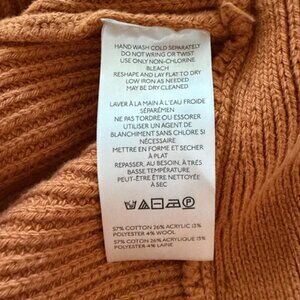 HAND WASH COLD SEPARATELY
DO NOT WRING OR TWIST
USE ONLY NON-CHLORINE
BLEACH
RESHAPE AND LAY FLAT TO DRY
LOW IRON AS NEEDED
MAY BE DRY CLEANED
LAVER À LA MAIN À L'EAU FROIDE
SÉPARÉMEN
NE PAS TORDRE OU ESSORER
UTILISER UN AGENT DE
BLANCHIMENT SANS CHLORE SI
NÉCESSAIRE
METTRE EN FORME ET SECHER
À PLAT
REPASSER, AU BESOIN, À TRÈS
BASSE TEMPÉRATURE
PEUT-ÊTRE ÊTRE NETTOYÉE
À SEC
P
57% COTTON 26% ACRYLIC 13%
POLYESTER 4% WOOL
57% COTTON 26% ACRYLIQUE 13%
POLYESTER 4% LAINE